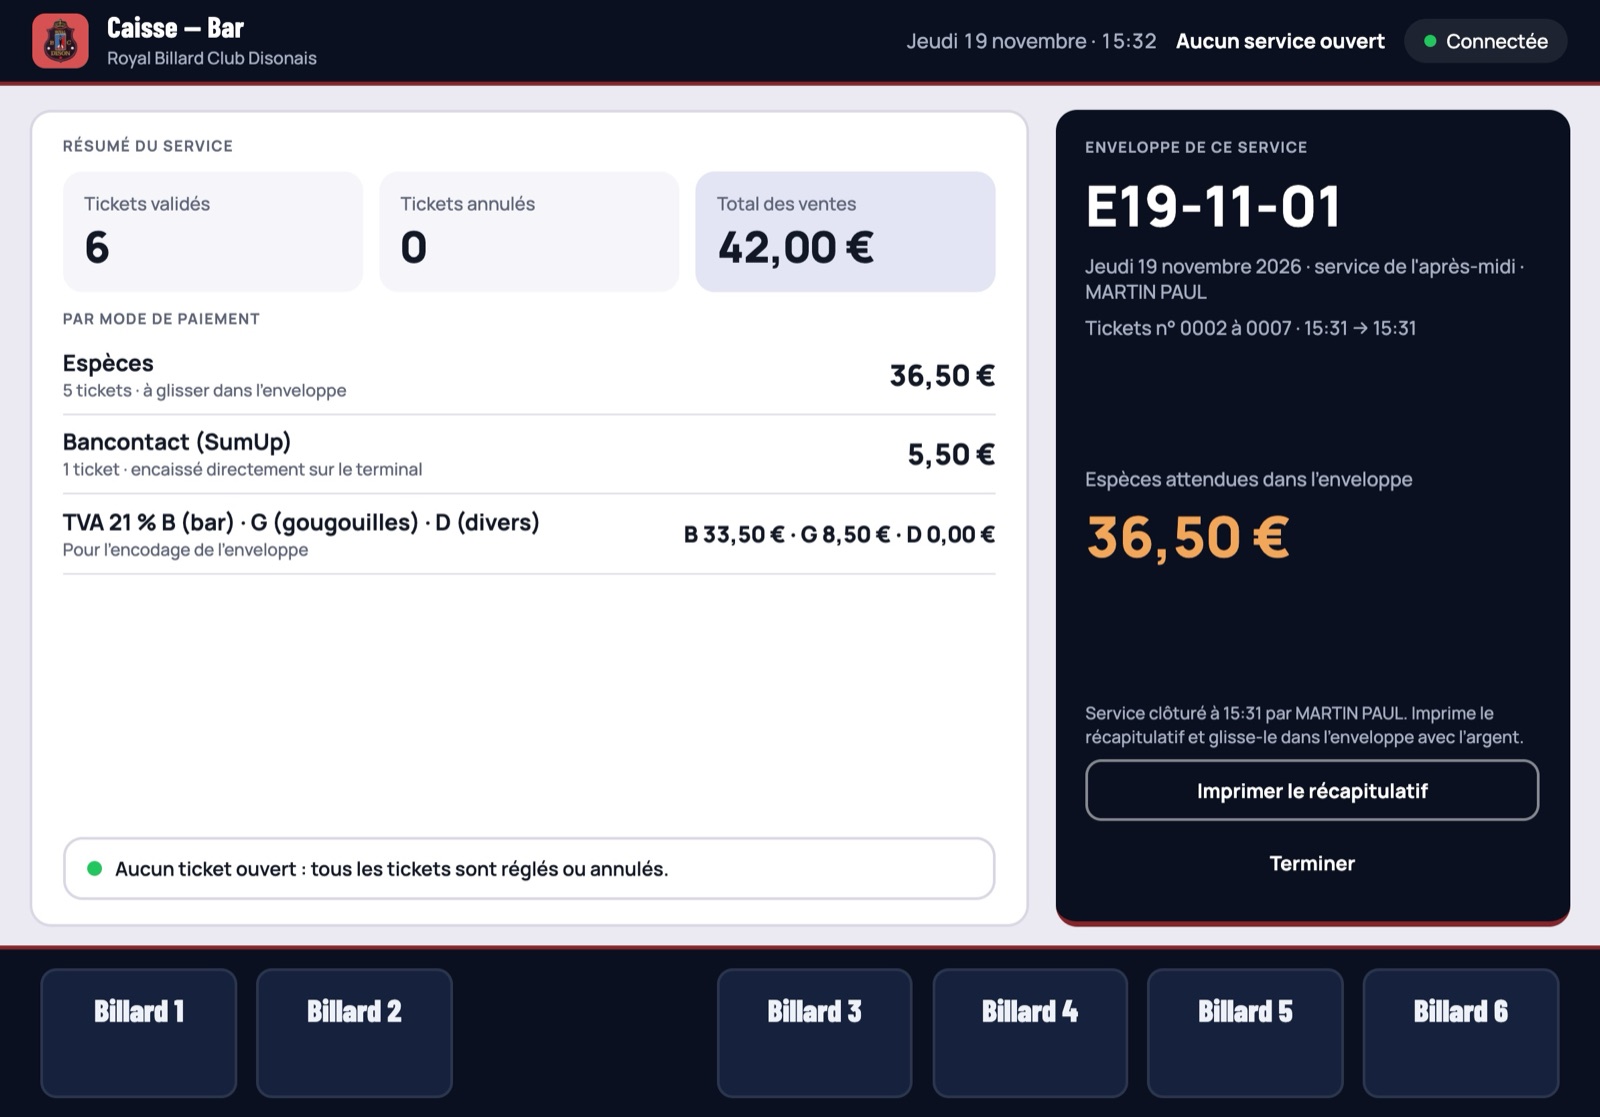 Caisse – Bar
Royal Billard Club Disonais
Jeudi 19 novembre · 15:32 Aucun service ouvert Connectée
RÉSUMÉ DU SERVICE
Tickets validés
6
Tickets annulés
0
Total des ventes
42,00 €
PAR MODE DE PAIEMENT
Espèces
5 tickets · à glisser dans l'enveloppe
36,50 €
Bancontact (SumUp)
1 ticket · encaissé directement sur le terminal
5,50 €
TVA 21 % B (bar) · G (gougouilles) · D (divers)
Pour l'encodage de l'enveloppe
B 33,50 € · G 8,50 € · D 0,00 €
Aucun ticket ouvert : tous les tickets sont réglés ou annulés.
ENVELOPPE DE CE SERVICE
E19-11-01
Jeudi 19 novembre 2026 · service de l'après-midi ·
MARTIN PAUL
Tickets n° 0002 à 0007 · 15:31 → 15:31
Espèces attendues dans l'enveloppe
36,50 €
Service clôturé à 15:31 par MARTIN PAUL. Imprime le
récapitulatif et glisse-le dans l'enveloppe avec l'argent.
Imprimer le récapitulatif
Terminer
Billard 1
Billard 2
Billard 3
Billard 4
Billard 5
Billard 6